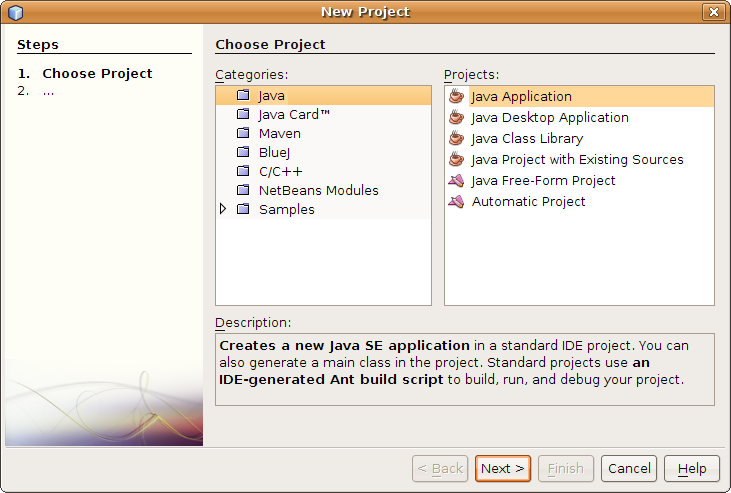 New Project
Steps
1. Choose Project
2. ...
Choose Project
Categories:
Java
Java Card™
Maven
BlueJ
C/C++
NetBeans Modules
Samples
Projects:
Java Application
Java Desktop Application
Java Class Library
Java Project with Existing Sources
Java Free-Form Project
Automatic Project
Description:
Creates a new Java SE application in a standard IDE project. You can
also generate a main class in the project. Standard projects use an
IDE-generated Ant build script to build, run, and debug your project.
< Back
Next >
Finish
Cancel
Help